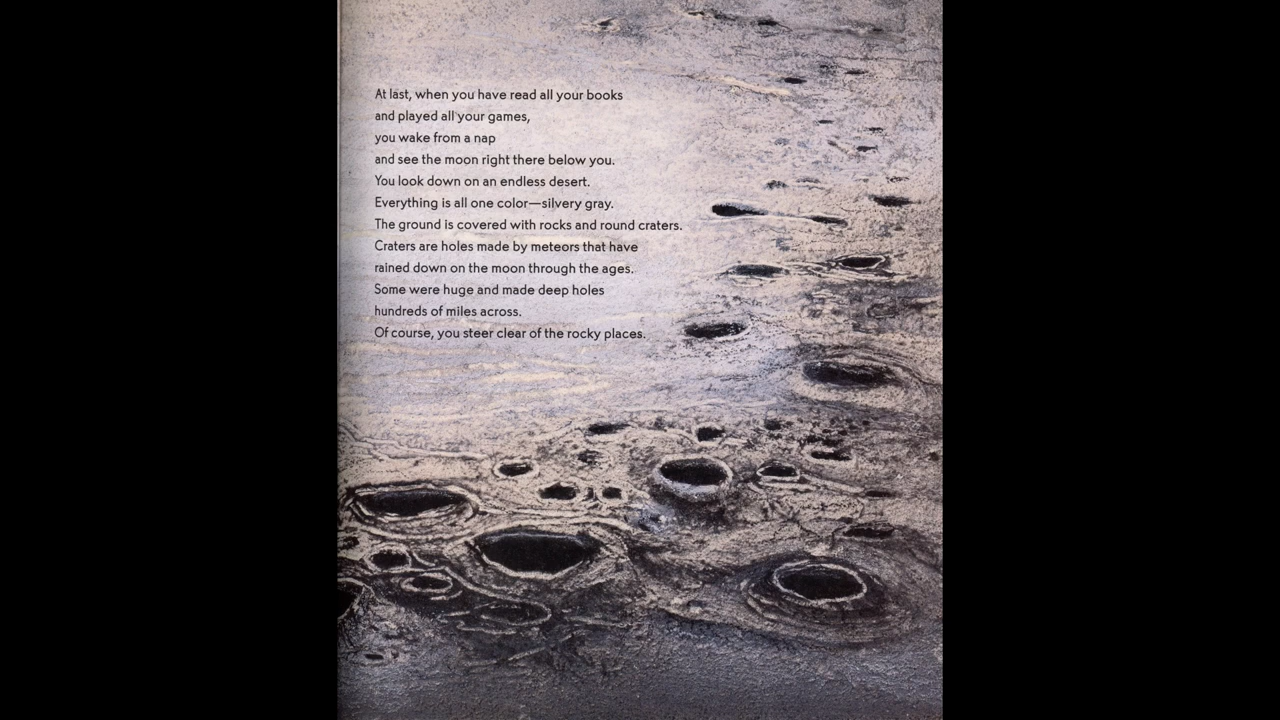 At last, when you have read all your books
and played all your games,
you wake from a nap
and see the moon right there below you.
You look down on an endless desert.
Everything is all one color—silvery gray.
The ground is covered with rocks and round craters.
Craters are holes made by meteors that have
rained down on the moon through the ages.
Some were huge and made deep holes
hundreds of miles across.
Of course, you steer clear of the rocky places.